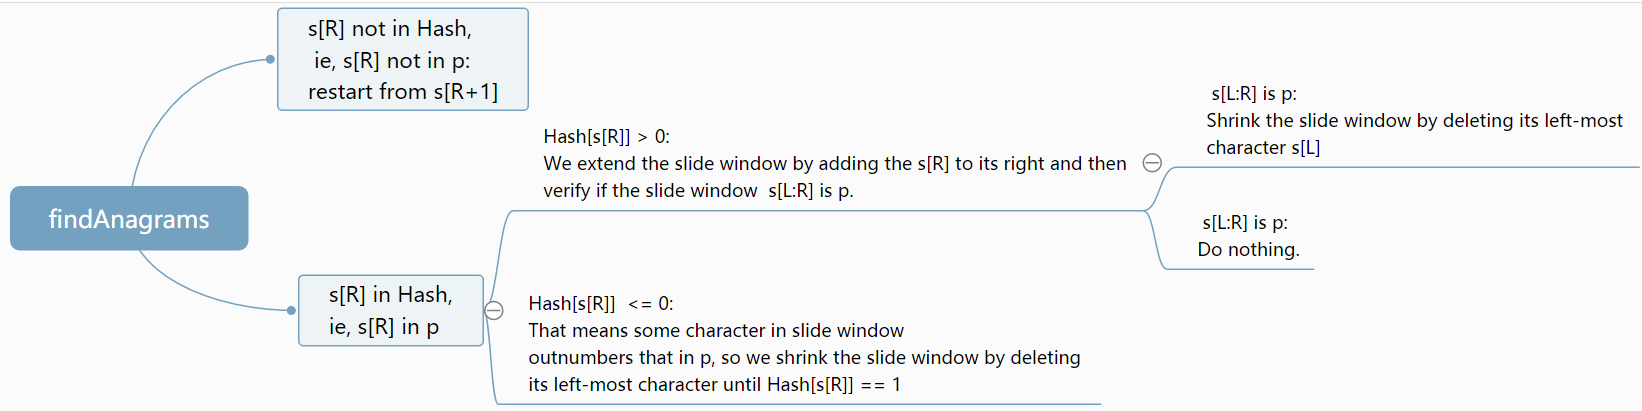 s[R] not in Hash,
ie, s[R] not in p:
restart from s[R+1]
findAnagrams
s[R] in Hash,
ie, s[R] in p
Hash[s[R]] > 0:
We extend the slide window by adding the s[R] to its right and then
verify if the slide window s[L:R] is p.
s[L:R] is p:
Shrink the slide window by deleting its left-most
character s[L]
s[L:R] is p:
Do nothing.
Hash[s[R]] <= 0:
That means some character in slide window
outnumbers that in p, so we shrink the slide window by deleting
its left-most character until Hash[s[R]] == 1